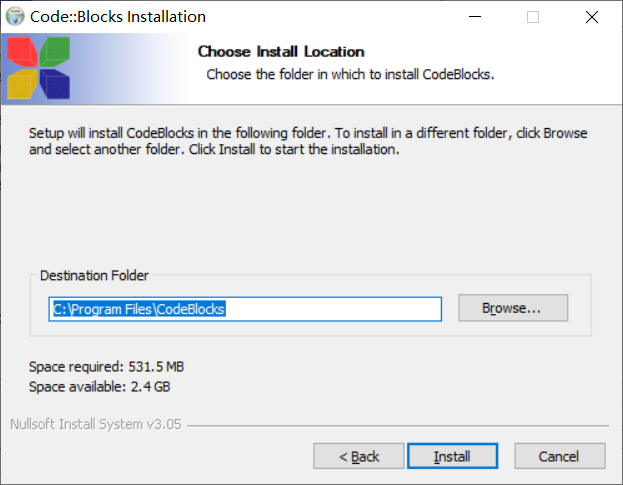 Code::Blocks Installation
Choose Install Location
Choose the folder in which to install CodeBlocks.
Setup will install CodeBlocks in the following folder. To install in a different folder, click Browse
and select another folder. Click Install to start the installation.
Destination Folder
C:\Program Files\CodeBlocks
Browse...
Space required: 531.5 MB
Space available: 2.4 GB
Nullsoft Install System v3.05
< Back
Install
Cancel